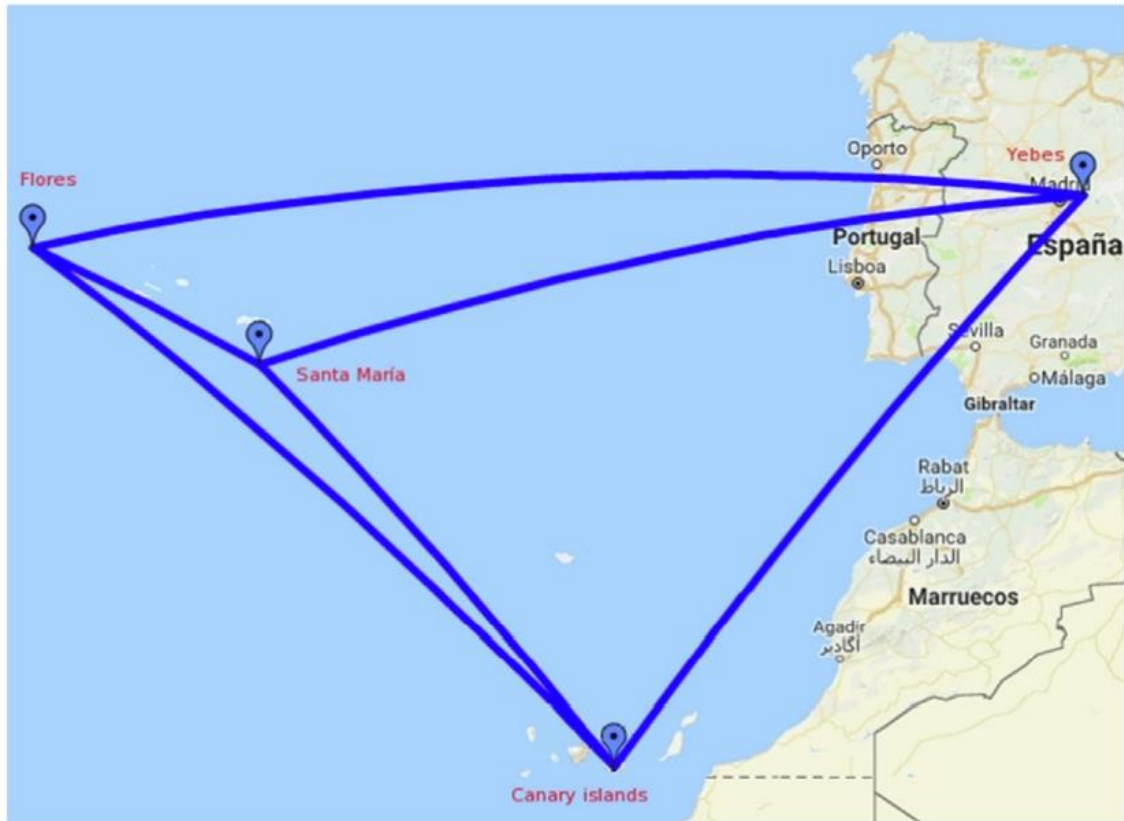 Oporto
Yebes
Flores
Madrid
Portugal
España
Lisboa
Sevilla
Granada
Santa María
Málaga
Gibraltar
Rabat
الرباط
Casablanca
الدار البيضاء
Marruecos
Agadir
أكادير
Canary islands